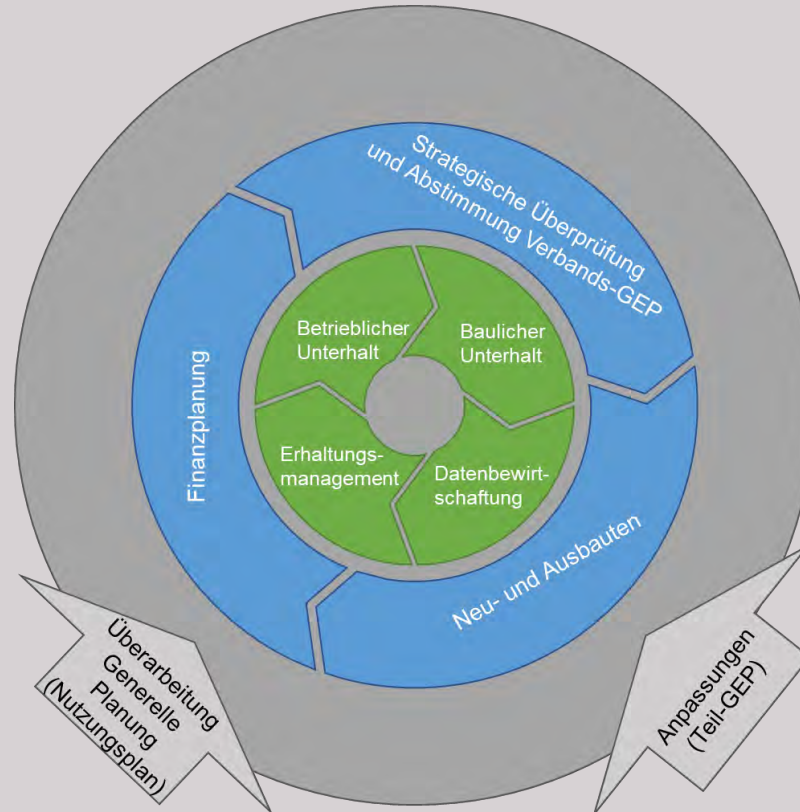 Strategische Überprüfung
und Abstimmung Verbands-GEP
Finanzplanung
Betrieblicher
Unterhalt
Baulicher
Unterhalt
Erhaltungs-
management
Datenbewirt-
schaftung
Neu- und Ausbauten
Überarbeitung
Generelle
Planung
(Nutzungsplan)
Anpassungen
(Teil-GEP)